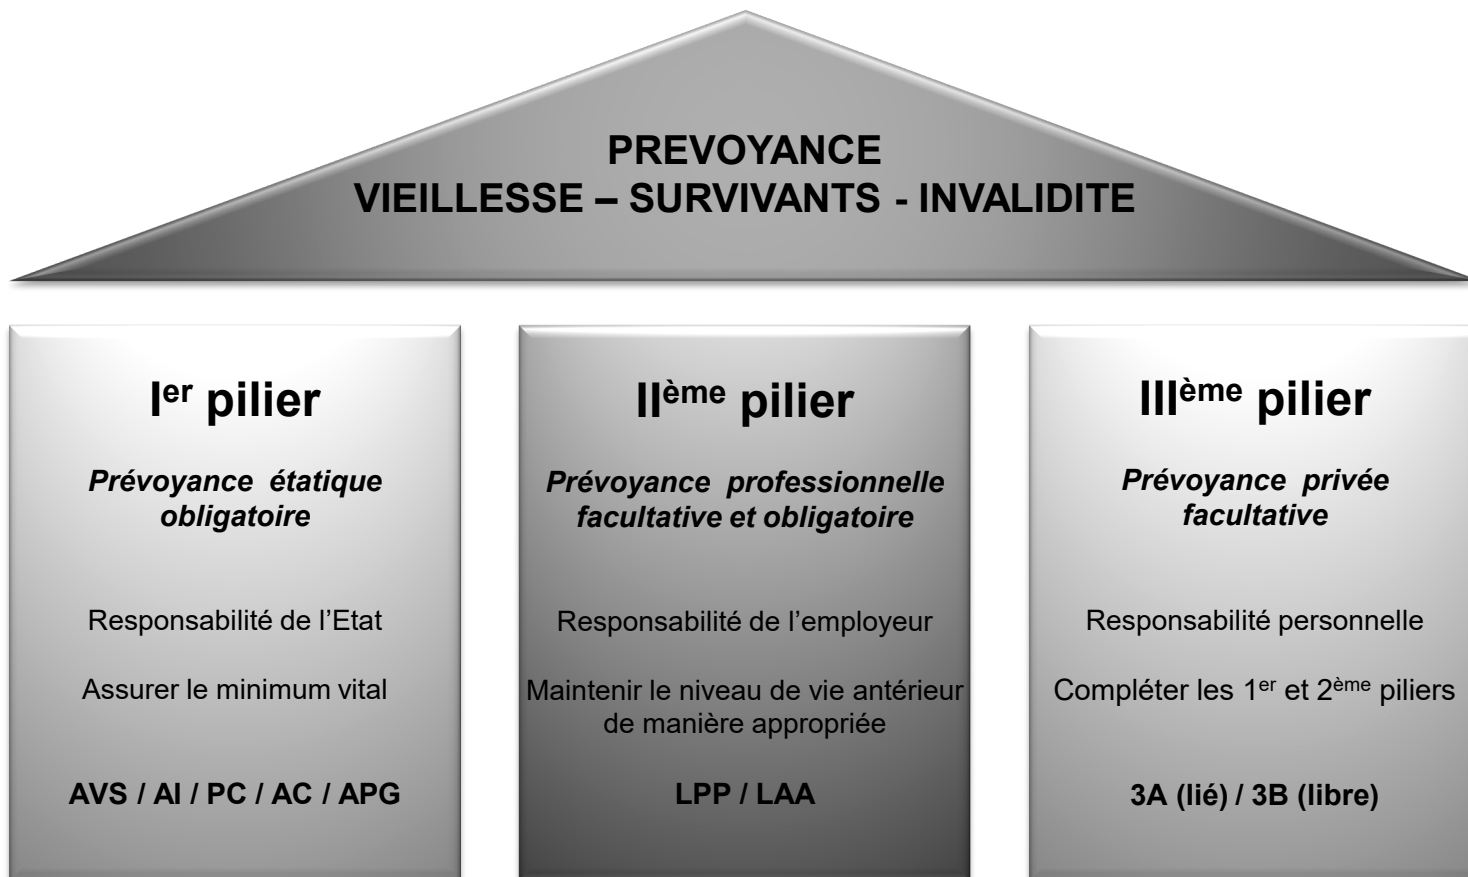 PREVOYANCE
VIEILLESSE – SURVIVANTS - INVALIDITE
Ier pilier
Prévoyance étatique
obligatoire
Responsabilité de l’Etat
Assurer le minimum vital
AVS / AI / PC / AC / APG
IIème pilier
Prévoyance professionnelle
facultative et obligatoire
Responsabilité de l’employeur
Maintenir le niveau de vie antérieur
de manière appropriée
LPP / LAA
IIIème pilier
Prévoyance privée
facultative
Responsabilité personnelle
Compléter les 1er et 2ème piliers
3A (lié) / 3B (libre)